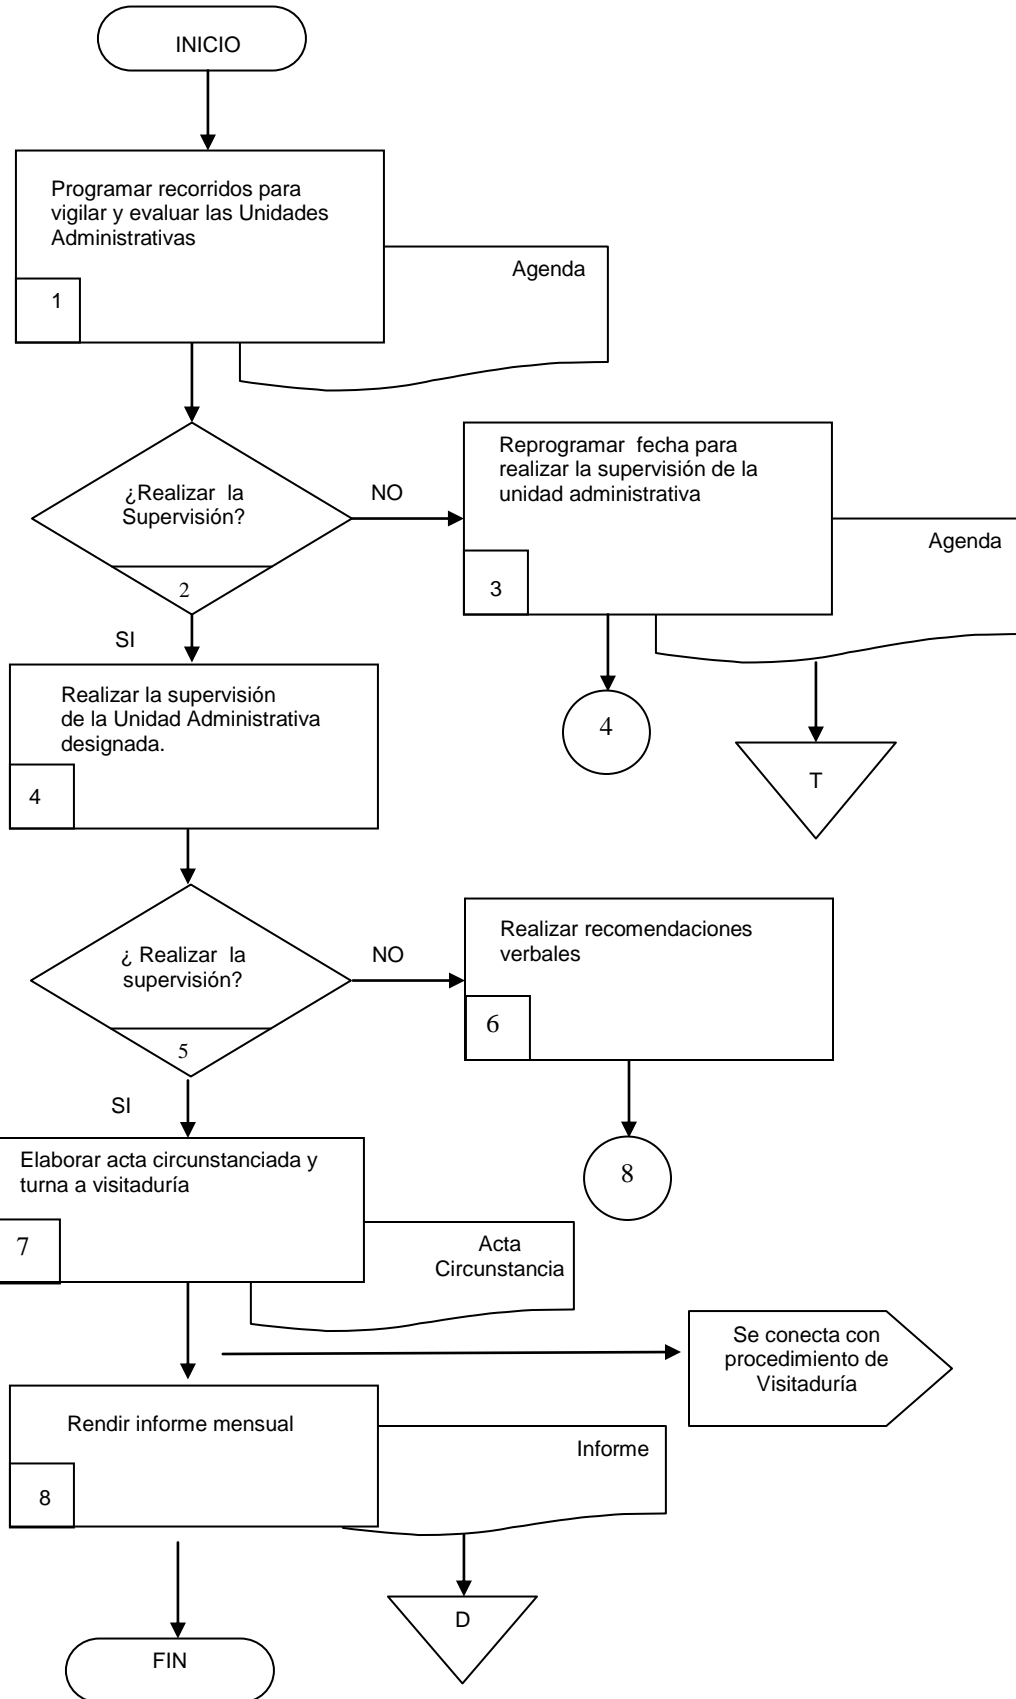 INICIO
Programar recorridos para
vigilar y evaluar las Unidades
Administrativas
1
Agenda
¿Realizar la
Supervisión?
2
NO
Reprogramar fecha para
realizar la supervisión de la
unidad administrativa
3
Agenda
4
T
SI
Realizar la supervisión
de la Unidad Administrativa
designada.
4
¿ Realizar la
supervisión?
5
NO
Realizar recomendaciones
verbales
6
8
SI
Elaborar acta circunstanciada y
turna a visitaduría
7
Acta
Circunstancia
Se conecta con
procedimiento de
Visitaduría
Rendir informe mensual
8
Informe
D
FIN